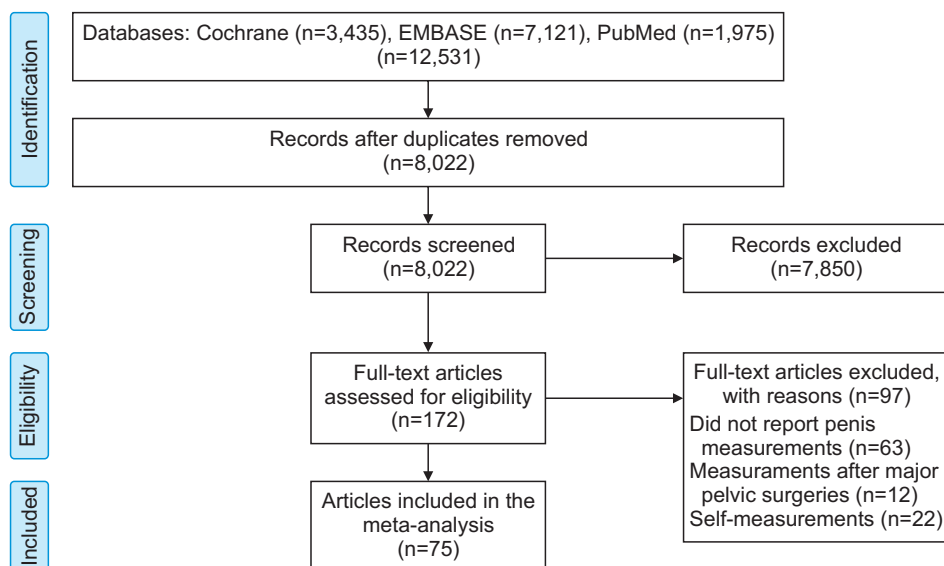 Identification
Databases: Cochrane (n=3,435), EMBASE (n=7,121), PubMed (n=1,975)
(n=12,531)
Records after duplicates removed
(n=8,022)
Screening
Records screened
(n=8,022)
Records excluded
(n=7,850)
Eligibility
Full-text articles
assessed for eligibility
(n=172)
Full-text articles excluded,
with reasons (n=97)
Did not report penis
measurements (n=63)
Measuraments after major
pelvic surgeries (n=12)
Self-measurements (n=22)
Included
Articles included in the
meta-analysis
(n=75)